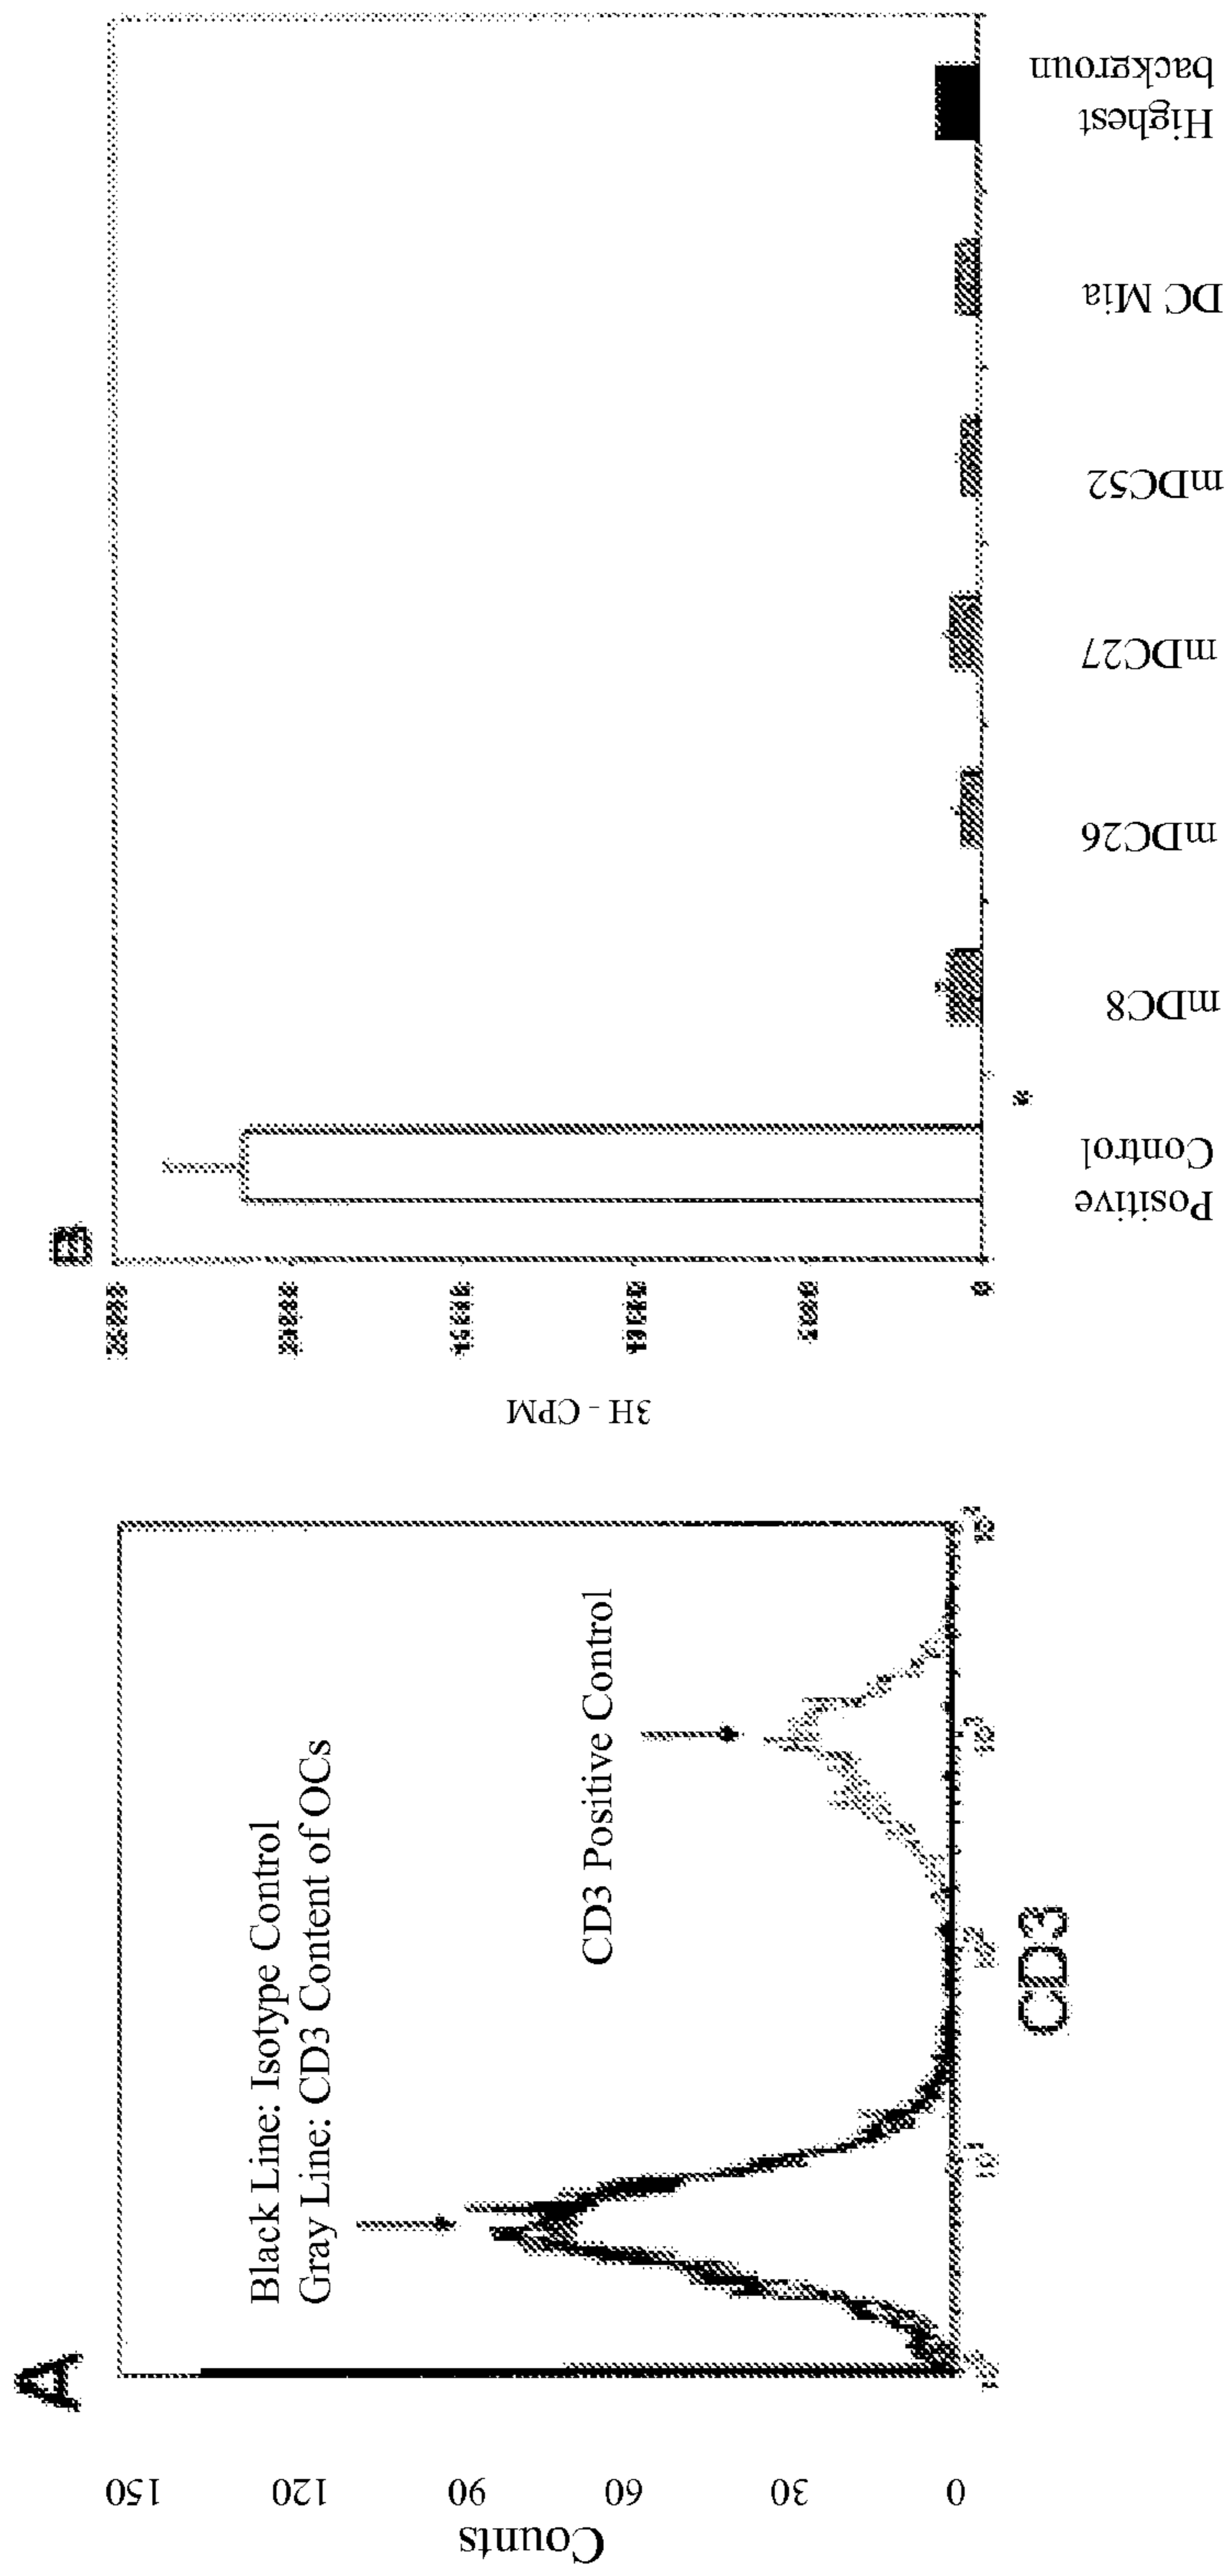 A
Counts
150
120
90
60
30
0
Black Line: Isotype Control
Gray Line: CD3 Content of OCs
CD3 Positive Control
CD3
B
3H - CPM
0
Positive
Control
*
mDC8
mDC26
mDC27
mDC52
DC Mia
Highest
backgroun